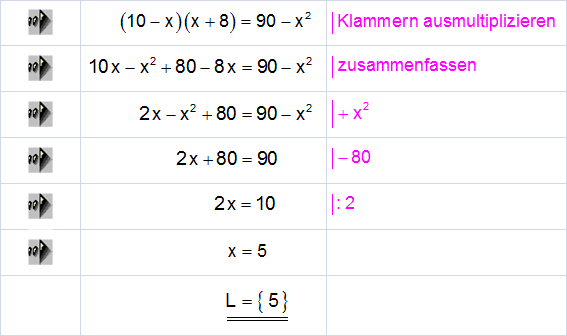 (10 − x)(x + 8) = 90 − x² | Klammern ausmultiplizieren
10x − x² + 80 − 8x = 90 − x² | zusammenfassen
2x − x² + 80 = 90 − x² | + x²
2x + 80 = 90 | − 80
2x = 10 | : 2
x = 5
L = { 5 }